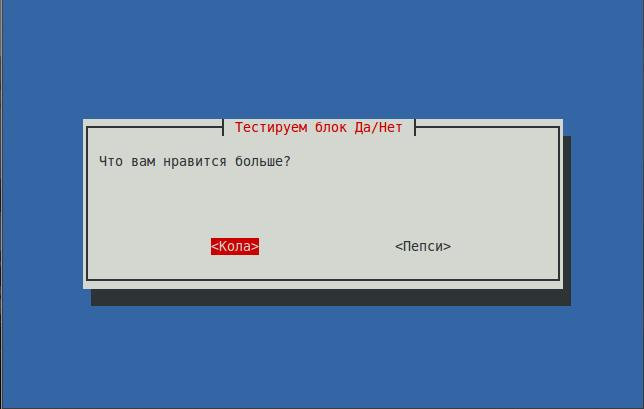 Тестируем блок Да/Нет
Что вам нравится больше?
<Кола> <Пепси>